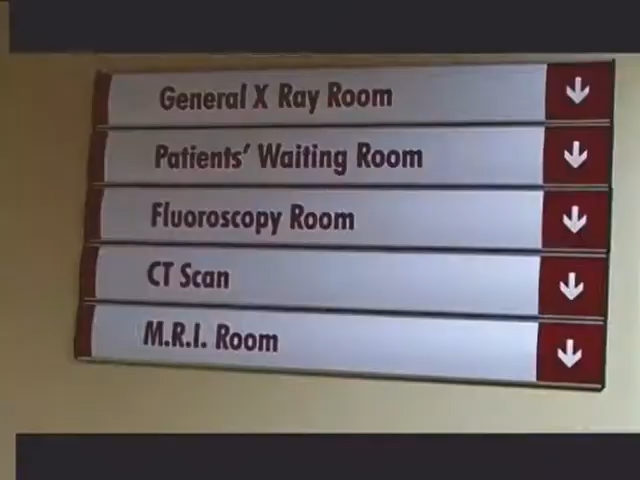 General X Ray Room
Patients' Waiting Room
Fluoroscopy Room
CT Scan
M.R.I. Room